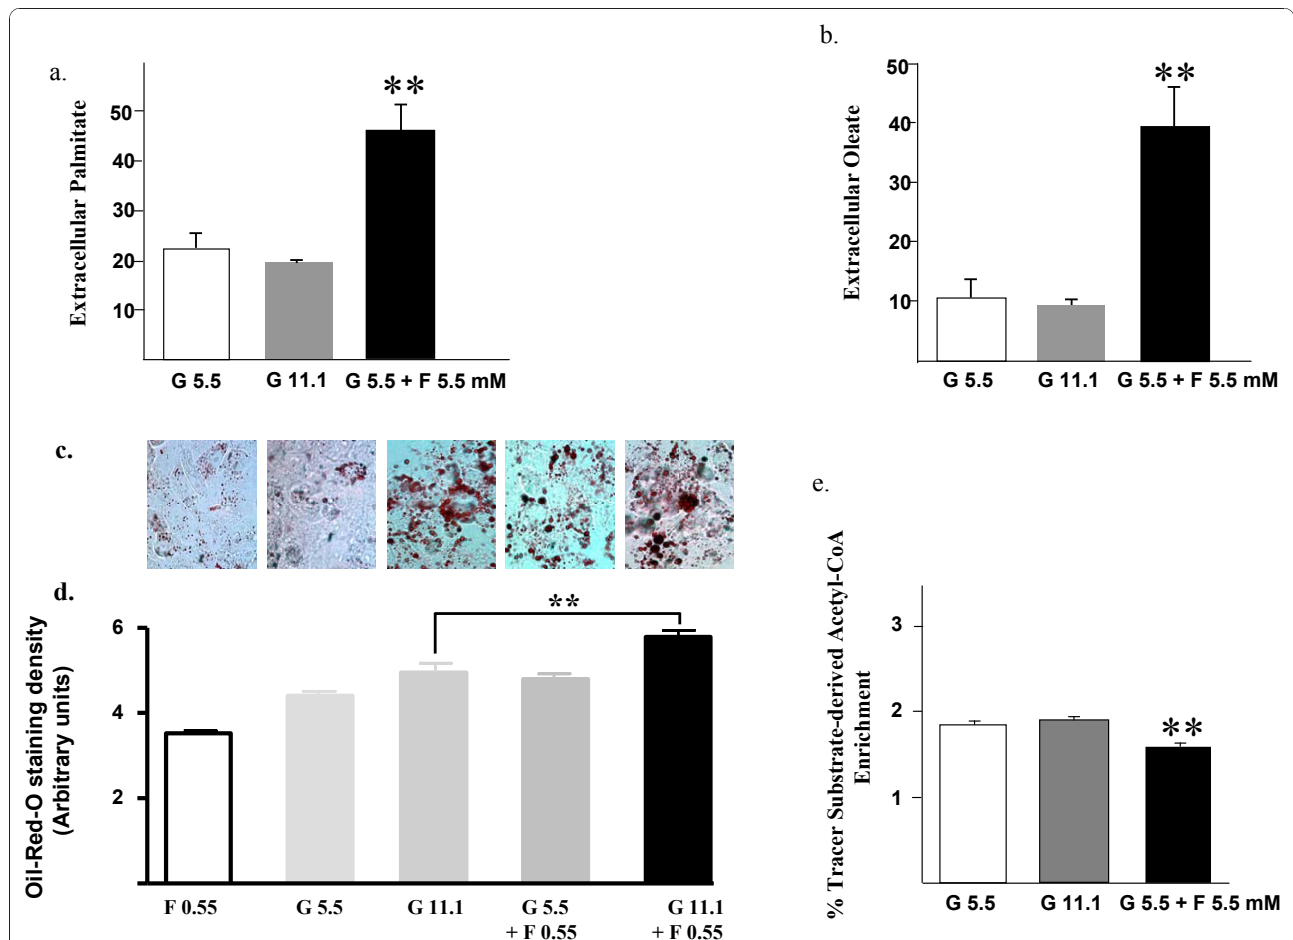 a.
Extracellular Palmitate
50
40
30
20
10
**
G 5.5
G 11.1
G 5.5 + F 5.5 mM
b.
Extracellular Oleate
50
40
30
20
10
**
G 5.5
G 11.1
G 5.5 + F 5.5 mM
c.
d.
Oil-Red-O staining density
(Arbitrary units)
6
4
2
**
F 0.55
G 5.5
G 11.1
G 5.5
+ F 0.55
G 11.1
+ F 0.55
e.
% Tracer Substrate-derived Acetyl-CoA
Enrichment
3
2
1
**
G 5.5
G 11.1
G 5.5 + F 5.5 mM